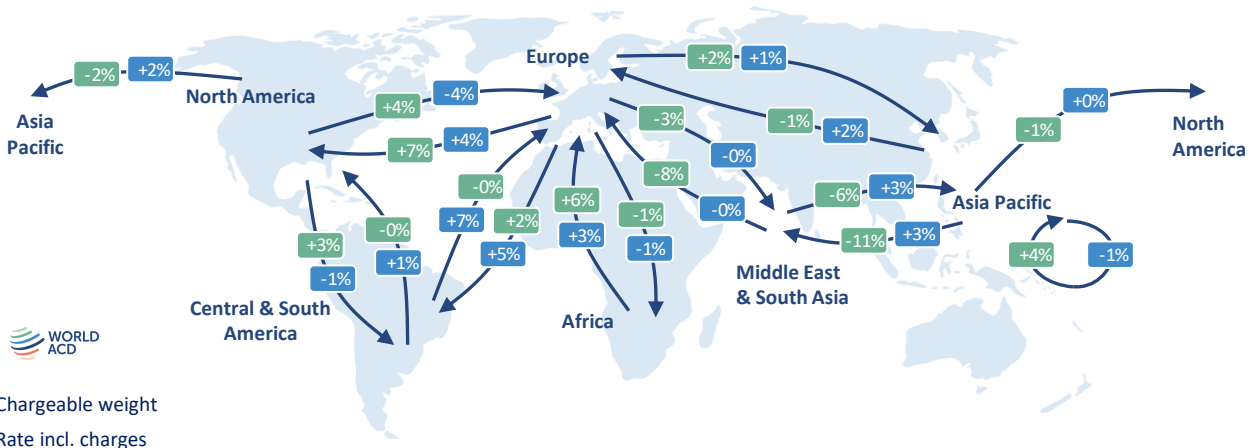 Europe
+2%
+1%
-2%
+2%
North America
Asia
Pacific
+4%
-4%
+7%
+4%
-3%
-0%
-1%
+2%
+0%
-1%
North
America
-8%
-0%
-6%
+3%
Asia Pacific
-11%
+3%
+4%
-1%
-0%
+7%
+2%
+5%
+6%
+3%
-1%
-1%
+3%
-1%
-0%
+1%
Middle East
& South Asia
Central & South
America
Africa
WORLD
ACD
Chargeable weight
Rate incl. charges